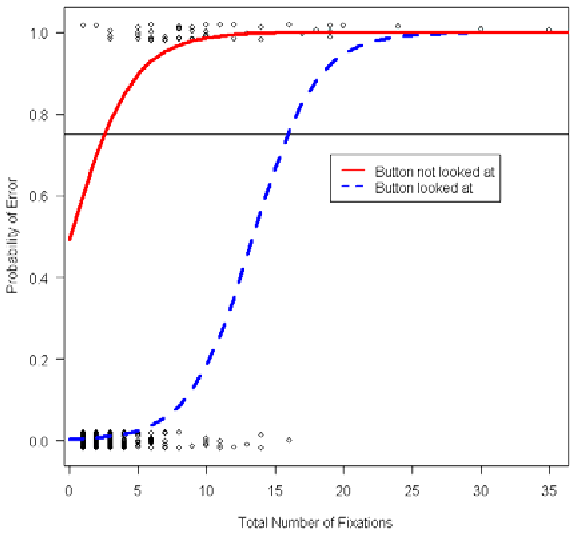 1.0
0.8
0.6
0.4
0.2
0.0
Probability of Error
Button not looked at
Button looked at
0 5 10 15 20 25 30 35
Total Number of Fixations